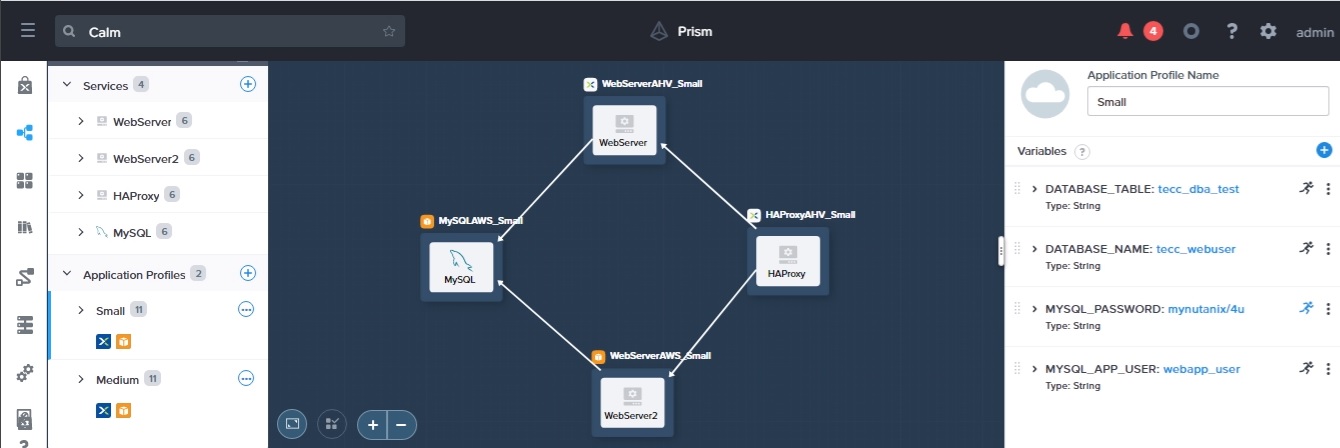 Calm
Prism
4
?
admin
Services 4
WebServer 6
WebServer2 6
HAProxy 6
MySQL 6
Application Profiles 2
Small 11
Medium 11
WebServerAHV_Small
WebServer
MySQLAWS_Small
MySQL
HAProxyAHV_Small
HAProxy
WebServerAWS_Small
WebServer2
Application Profile Name
Small
Variables ?
DATABASE_TABLE: tecc_dba_test
Type: String
DATABASE_NAME: tecc_webuser
Type: String
MYSQL_PASSWORD: mynutanix/4u
Type: String
MYSQL_APP_USER: webapp_user
Type: String